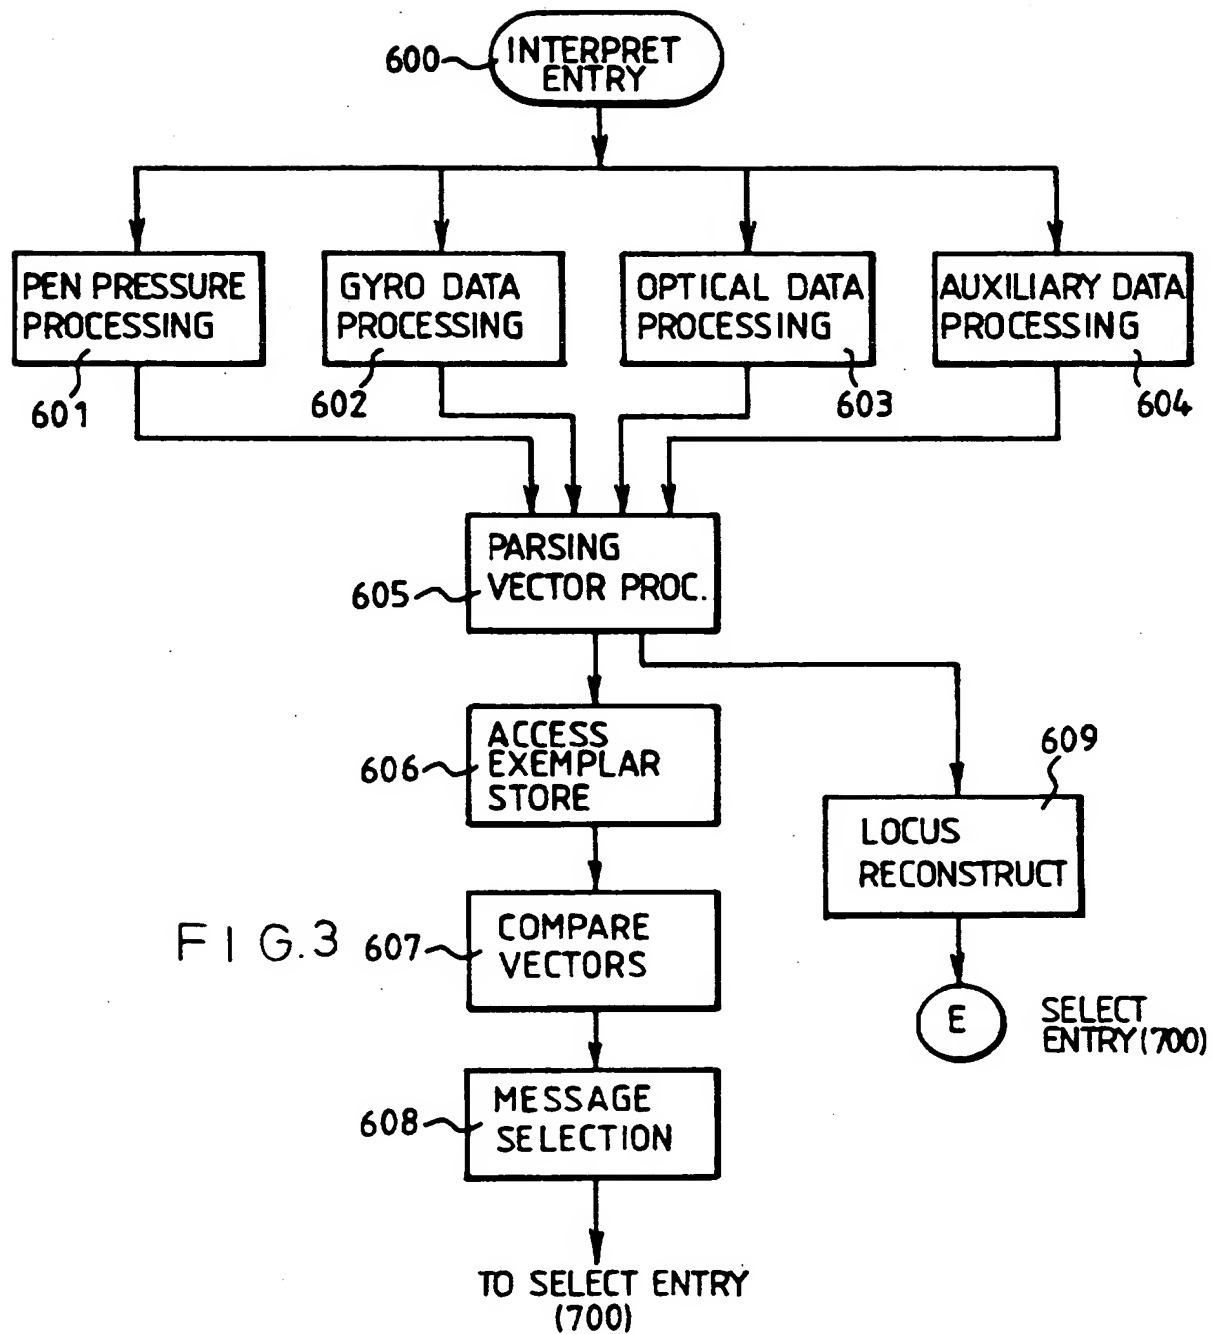 600
INTERPRET
ENTRY
PEN PRESSURE
PROCESSING
601
GYRO DATA
PROCESSING
602
OPTICAL DATA
PROCESSING
603
AUXILIARY DATA
PROCESSING
604
PARSING
VECTOR PROC.
605
ACCESS
EXEMPLAR
STORE
606
609
LOCUS
RECONSTRUCT
FIG.3
607
COMPARE
VECTORS
E
SELECT
ENTRY(700)
608
MESSAGE
SELECTION
TO SELECT ENTRY
(700)